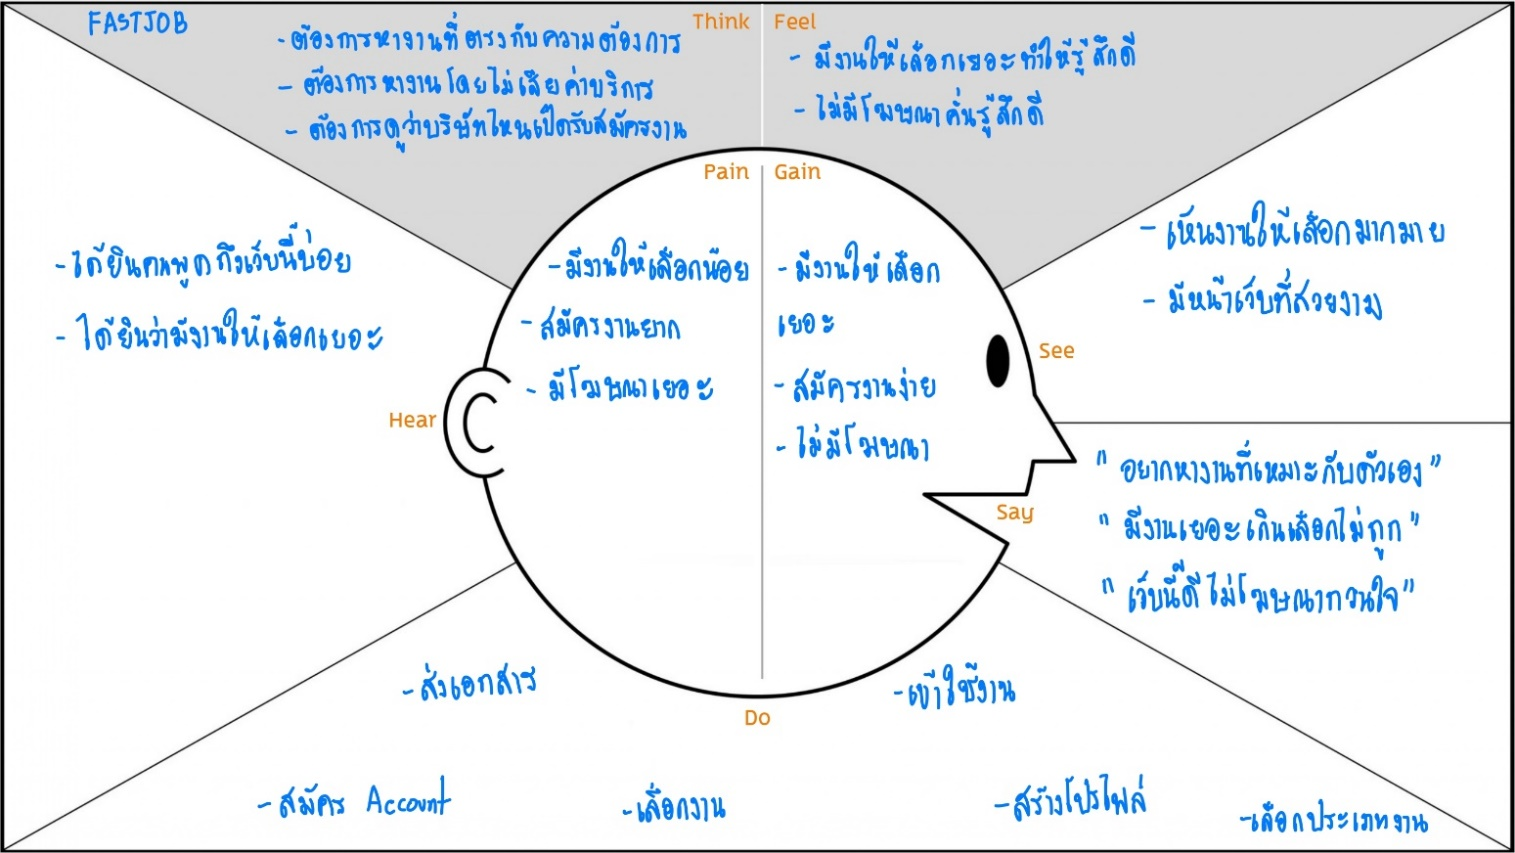 FASTJOB
Think
- ต้องการหางานที่ตรงกับความต้องการ
- ต้องการหางานโดยไม่เสียค่าบริการ
- ต้องการดูว่าบริษัทไหนเปิดรับสมัครงาน
Feel
- มีงานให้เลือกเยอะทำให้รู้สึกดี
- ไม่มีโฆษณาคั่นรู้สึกดี
Hear
- ได้ยินคนพูดถึงเว็บนี้บ่อย
- ได้ยินว่ามีงานให้เลือกเยอะ
Pain
- มีงานให้เลือกน้อย
- สมัครงานยาก
- มีโฆษณาเยอะ
Gain
- มีงานให้เลือก
เยอะ
- สมัครงานง่าย
- ไม่มีโฆษณา
See
- เห็นงานให้เลือกมากมาย
- มีหน้าเว็บที่สวยงาม
Say
" อยากหางานที่เหมาะกับตัวเอง "
" มีงานเยอะเกินเลือกไม่ถูก "
" เว็บนี้ดี ไม่โฆษณากวนใจ "
Do
- ส่งเอกสาร
- เข้าใช้งาน
- สมัคร Account
- เลือกงาน
- สร้างโปรไฟล์
- เลือกประเภทงาน